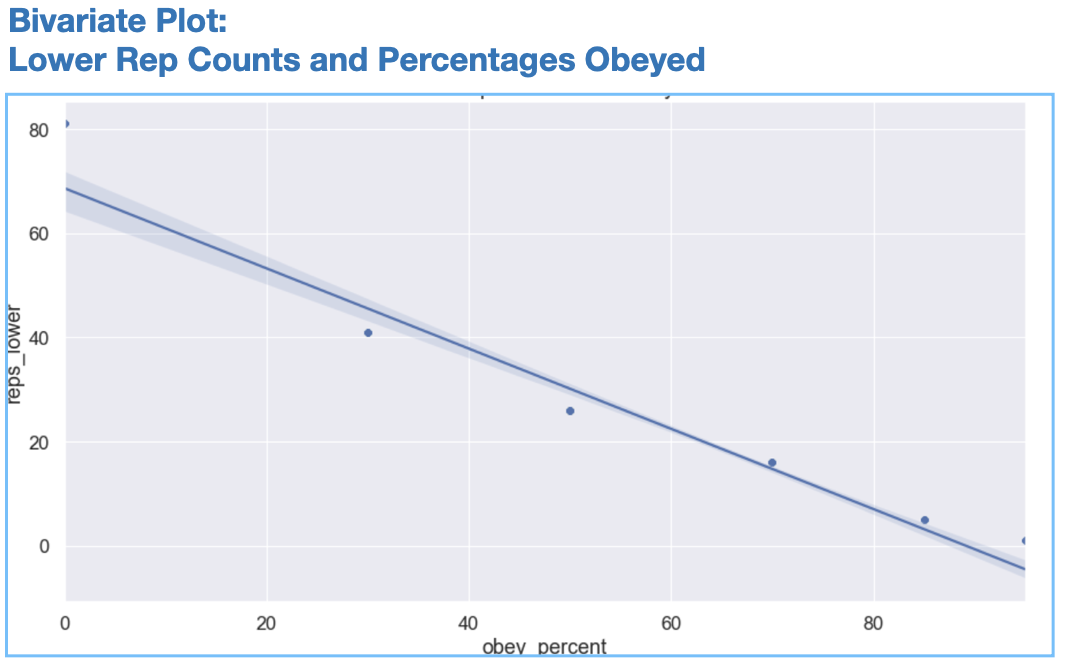 Bivariate Plot:
Lower Rep Counts and Percentages Obeyed
80
60
40
20
0
reps_lower
0 20 40 60 80
obey_percent